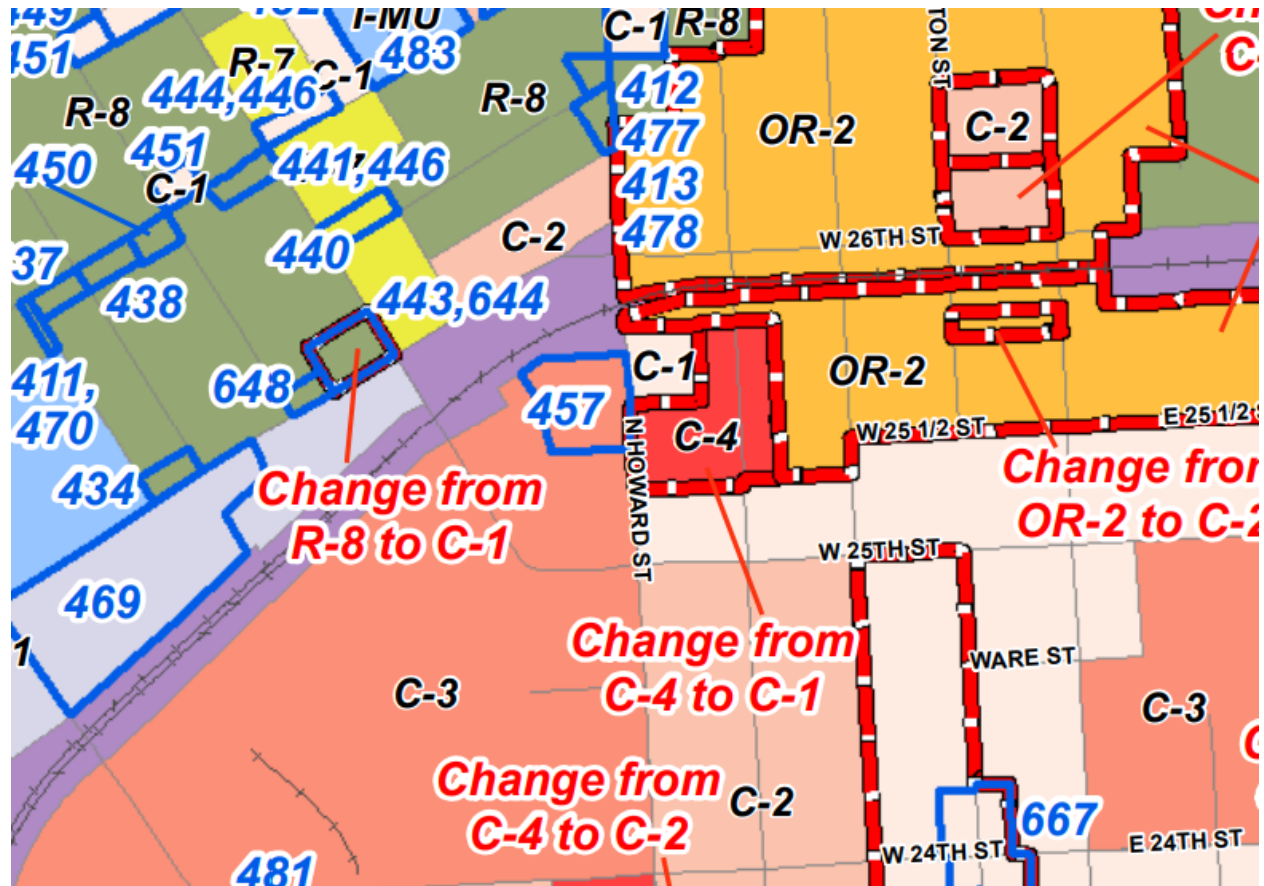 449
451
I-MU
483
C-1
R-8
TON ST
R-7
C-1
444,446
R-8
R-8
412
477
413
478
OR-2
C-2
450
451
C-1
441,446
440
C-2
W 26TH ST
37
438
443,644
411,
470
648
457
C-1
C-4
N HOWARD ST
OR-2
W 25 1/2 ST
E 25 1/2
434
Change from
R-8 to C-1
Change from
OR-2 to C-2
W 25TH ST
469
1
Change from
C-4 to C-1
WARE ST
C-3
C-3
Change from
C-4 to C-2
C-2
667
W 24TH ST
E 24TH ST
481